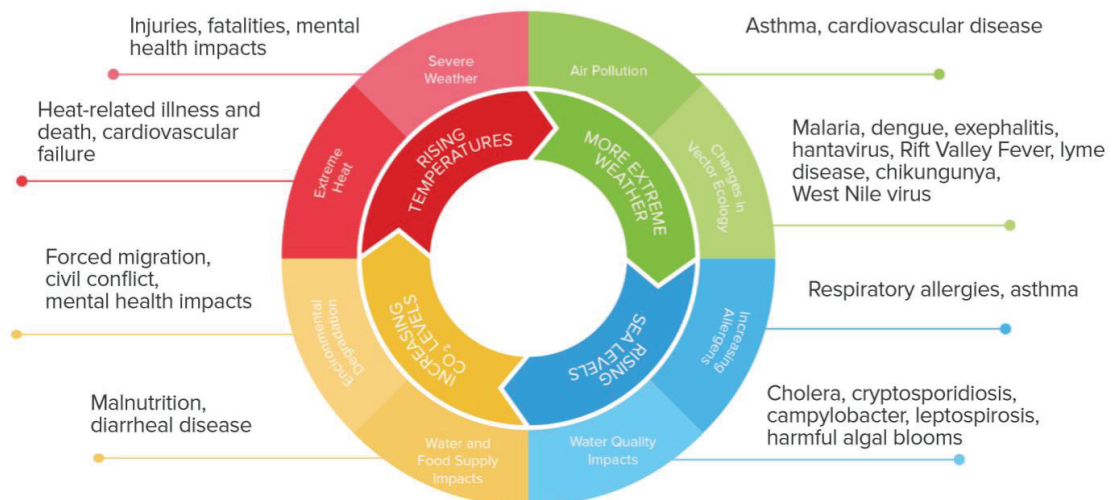 Injuries, fatalities, mental
health impacts
Severe
Weather
Air Pollution
Asthma, cardiovascular disease
Heat-related illness and
death, cardiovascular
failure
Extreme
Heat
RISING
TEMPERATURES
MORE EXTREME
WEATHER
Changes in
Vector Ecology
Malaria, dengue, exephalitis,
hantavirus, Rift Valley Fever, lyme
disease, chikungunya,
West Nile virus
Forced migration,
civil conflict,
mental health impacts
Encironmental
Degradation
INCREASING
CO₂ LEVELS
RISING
SEA LEVELS
Increasing
Allergens
Respiratory allergies, asthma
Malnutrition,
diarrheal disease
Water and
Food Supply
Impacts
Water Quality
Impacts
Cholera, cryptosporidiosis,
campylobacter, leptospirosis,
harmful algal blooms